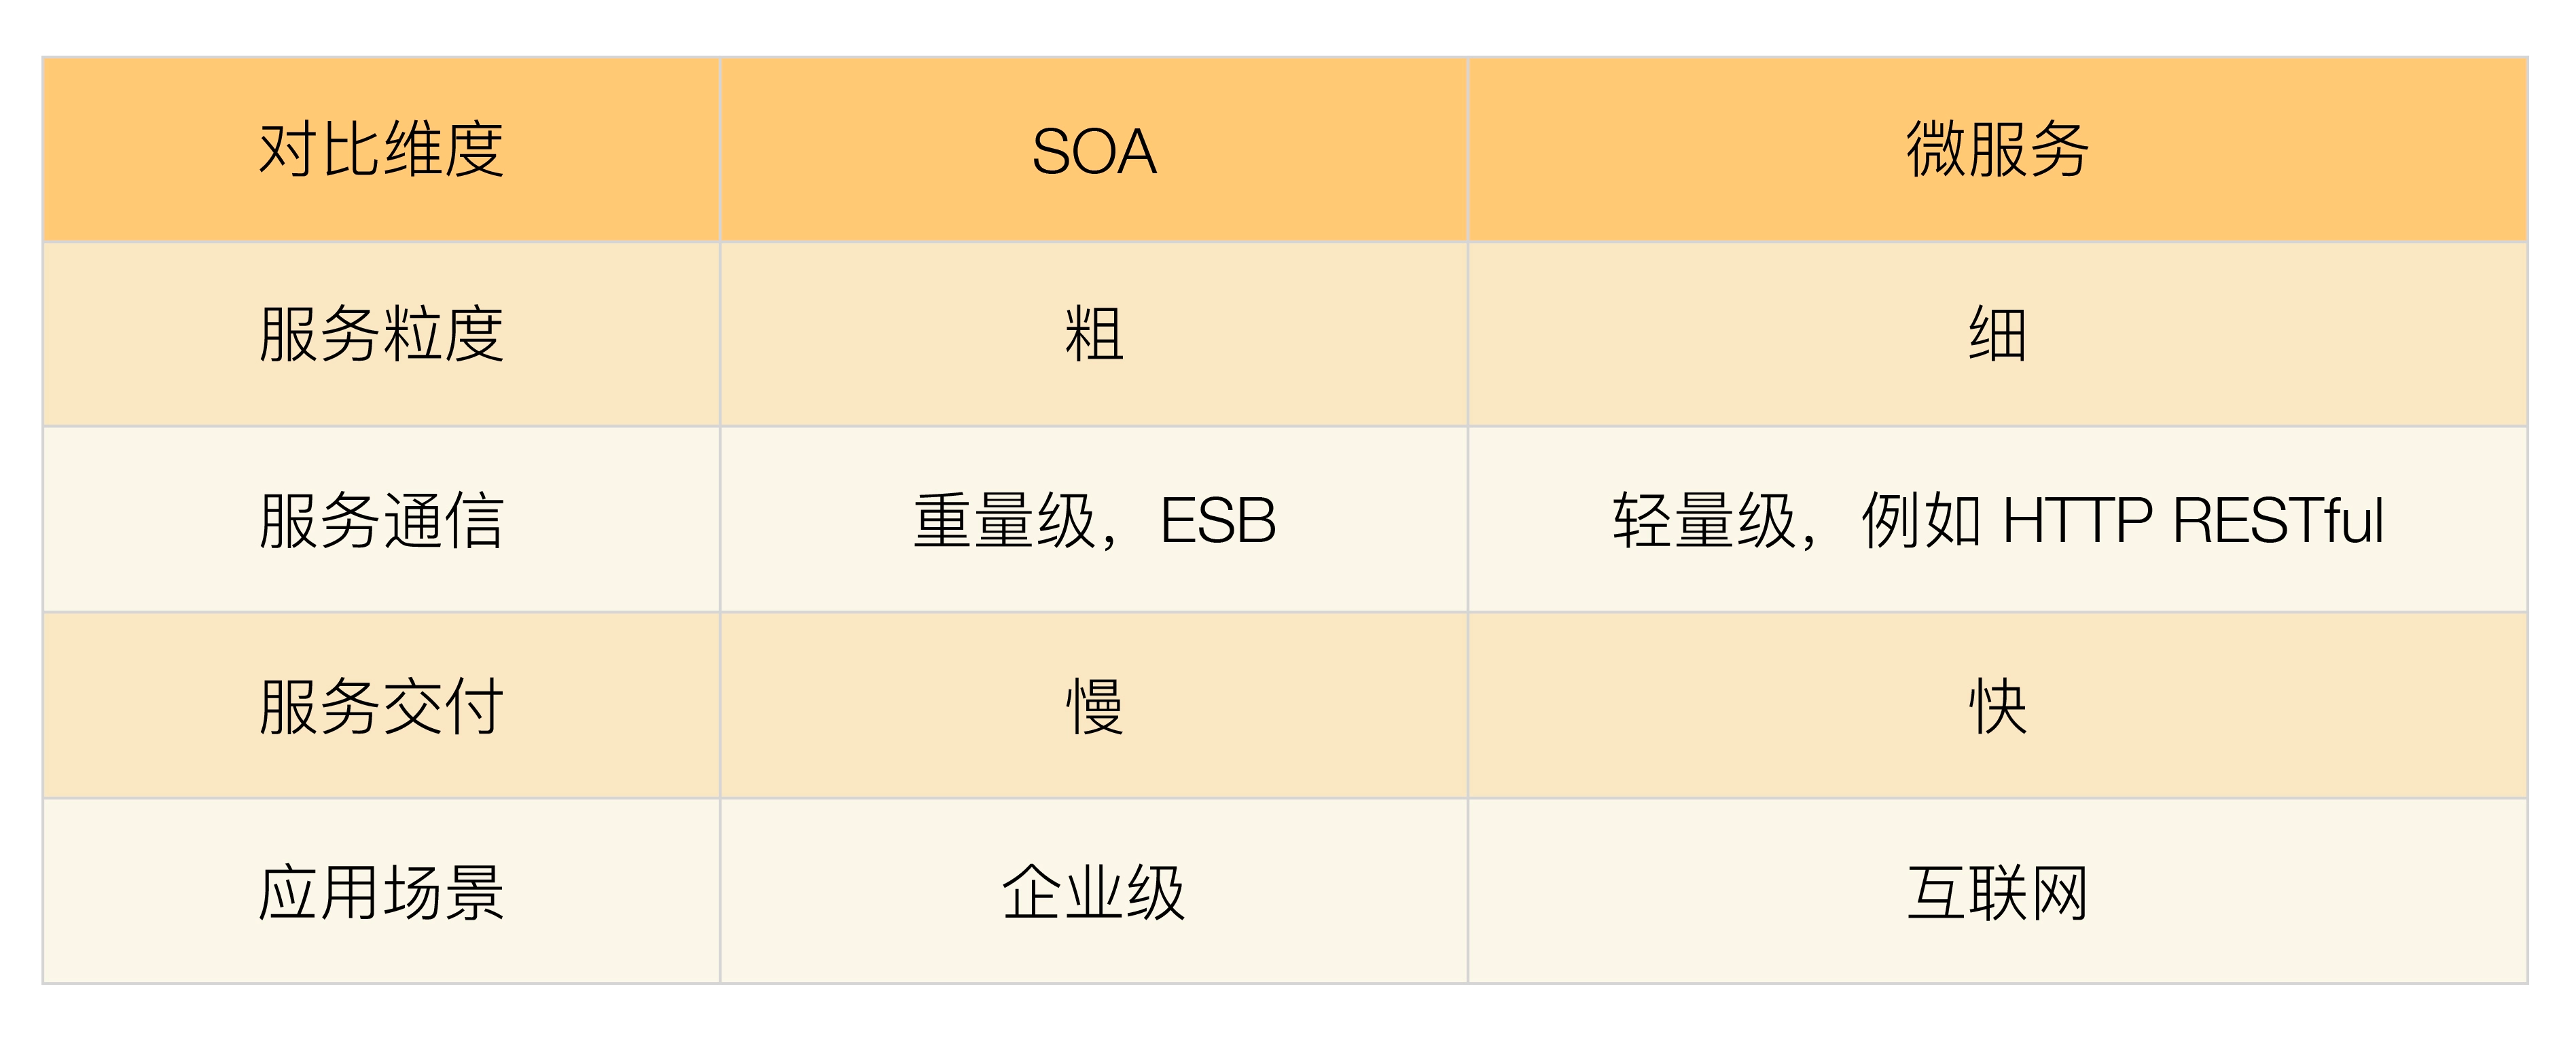 对比维度 SOA 微服务
服务粒度 粗 细
服务通信 重量级，ESB 轻量级，例如 HTTP RESTful
服务交付 慢 快
应用场景 企业级 互联网